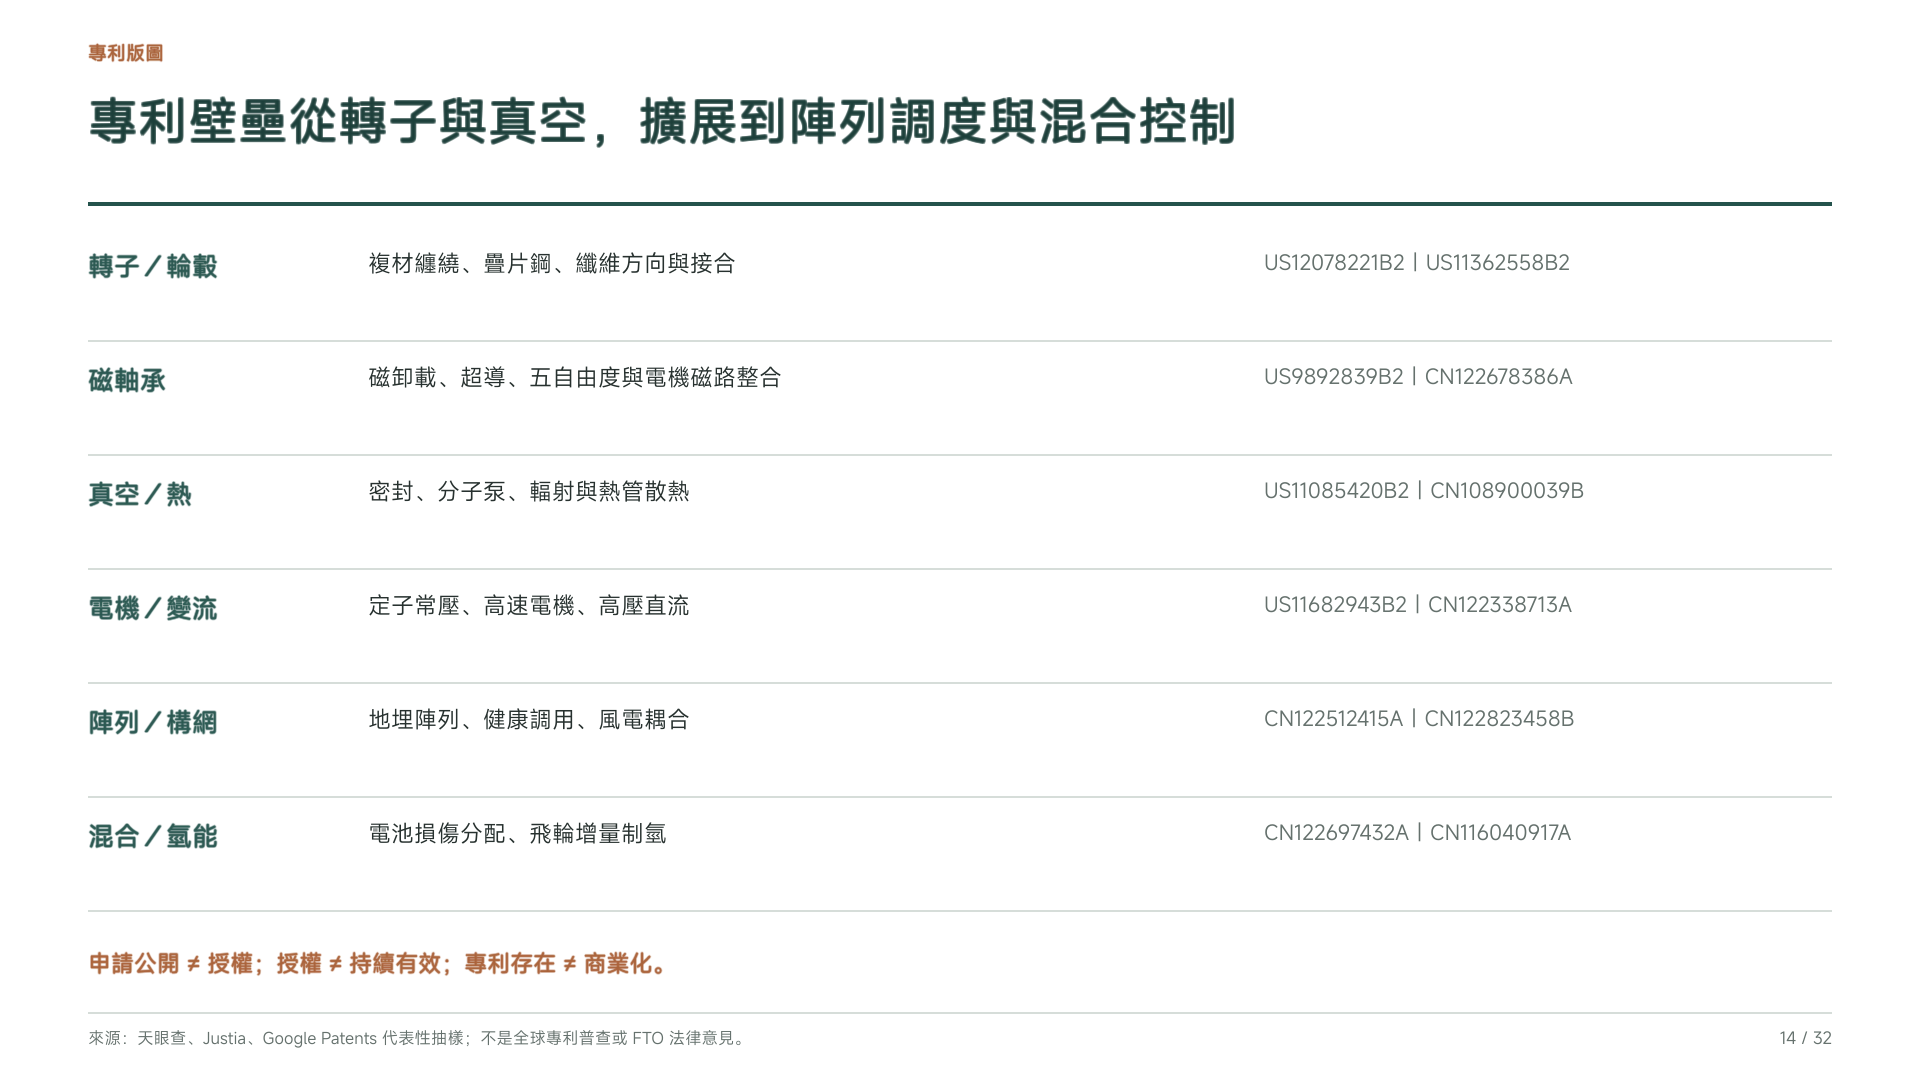 專利版圖
專利壁壘從轉子與真空，擴展到陣列調度與混合控制
轉子／輪轂 複材纏繞、疊片鋼、纖維方向與接合 US12078221B2 | US11362558B2
磁軸承 磁卸載、超導、五自由度與電機磁路整合 US9892839B2 | CN122678386A
真空／熱 密封、分子泵、輻射與熱管散熱 US11085420B2 | CN108900039B
電機／變流 定子常壓、高速電機、高壓直流 US11682943B2 | CN122338713A
陣列／構網 地埋陣列、健康調用、風電耦合 CN122512415A | CN122823458B
混合／氫能 電池損傷分配、飛輪增量制氫 CN122697432A | CN116040917A
申請公開 ≠ 授權；授權 ≠ 持續有效；專利存在 ≠ 商業化。
來源：天眼查、Justia、Google Patents 代表性抽樣；不是全球專利普查或 FTO 法律意見。
14 / 32